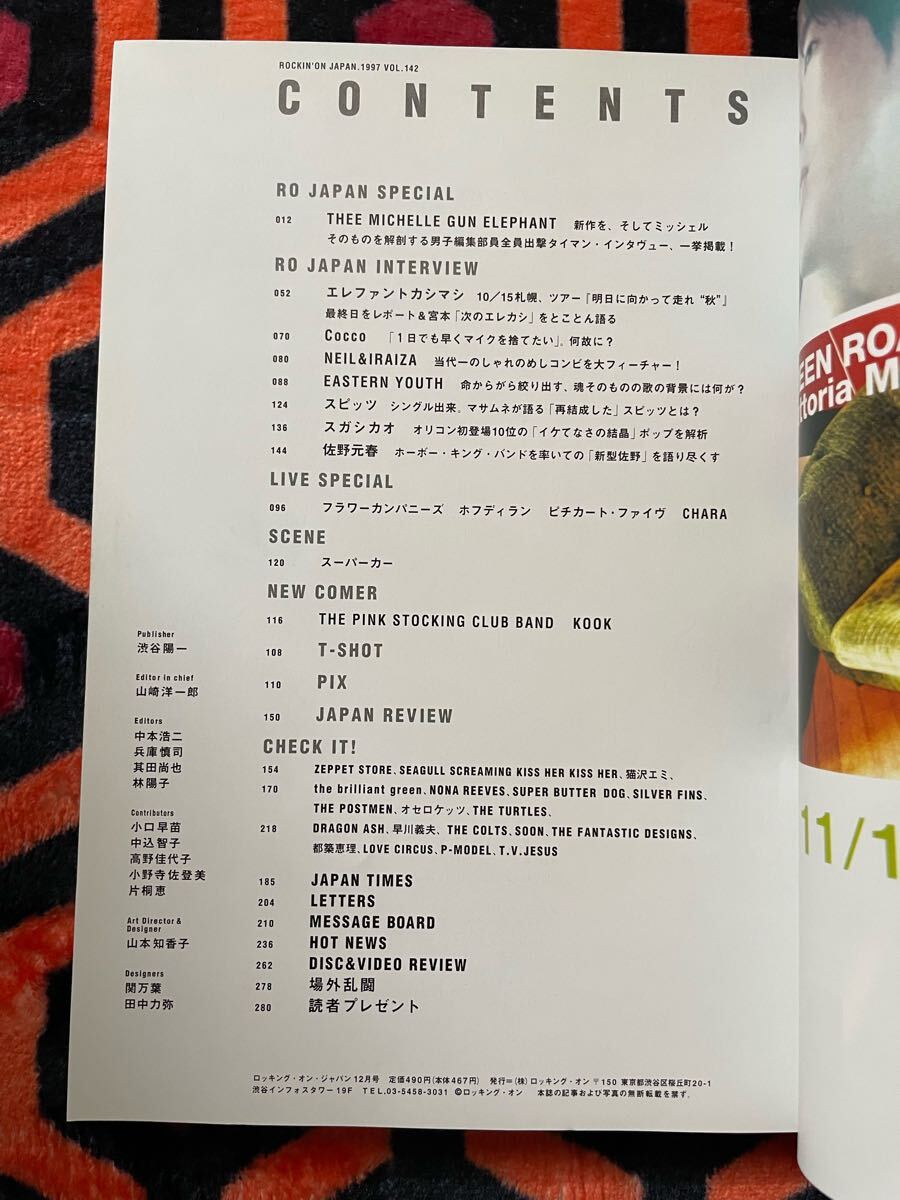 ROCKIN'ON JAPAN.1997 VOL.142
CONTENTS
RO JAPAN SPECIAL
012 THEE MICHELLE GUN ELEPHANT 新作を、そしてミッシェル
そのものを解剖する男子編集部員全員出撃タイマン・インタヴュー、一挙掲載！
RO JAPAN INTERVIEW
052 エレファントカシマシ 10／15札幌、ツアー「明日に向かって走れ“秋”」
最終日をレポート＆宮本「次のエレカシ」をとことん語る
070 Cocco 「1日でも早くマイクを捨てたい」。何故に？
080 NEIL&IRAIZA 当代一のしゃれのめしコンビを大フィーチャー！
088 EASTERN YOUTH 命からがら絞り出す、魂そのものの歌の背景には何が？
124 スピッツ シングル出来。マサムネが語る「再結成した」スピッツとは？
136 スガシカオ オリコン初登場10位の「イケてなさの結晶」ポップを解析
144 佐野元春 ホーボー・キング・バンドを率いての「新型佐野」を語り尽くす
LIVE SPECIAL
096 フラワーカンパニーズ ホフディラン ピチカート・ファイヴ CHARA
SCENE
120 スーパーカー
NEW COMER
116 THE PINK STOCKING CLUB BAND KOOK
108 T-SHOT
110 PIX
150 JAPAN REVIEW
CHECK IT!
154 ZEPPET STORE、SEAGULL SCREAMING KISS HER KISS HER、猫沢エミ、
170 the brilliant green、NONA REEVES、SUPER BUTTER DOG、SILVER FINS、
THE POSTMEN、オセロケッツ、THE TURTLES、
218 DRAGON ASH、早川義夫、THE COLTS、SOON、THE FANTASTIC DESIGNS、
都築恵理、LOVE CIRCUS、P-MODEL、T.V.JESUS
185 JAPAN TIMES
204 LETTERS
210 MESSAGE BOARD
236 HOT NEWS
262 DISC&VIDEO REVIEW
278 場外乱闘
280 読者プレゼント
Publisher
渋谷陽一
Editor in chief
山崎洋一郎
Editors
中本浩二
兵庫慎司
其田尚也
林陽子
Contributors
小口早苗
中込智子
高野佳代子
小野寺佐登美
片桐恵
Art Director &
Designer
山本知香子
Designers
関万葉
田中力弥
ロッキング・オン・ジャパン12月号 定価490円（本体467円） 発行＝（株）ロッキング・オン 〒150 東京都渋谷区桜丘町20-1
渋谷インフォスタワー19F TEL.03-5458-3031 ©ロッキング・オン 本誌の記事および写真の無断転載を禁ず。
EEN ROA
ttoria M
11/1